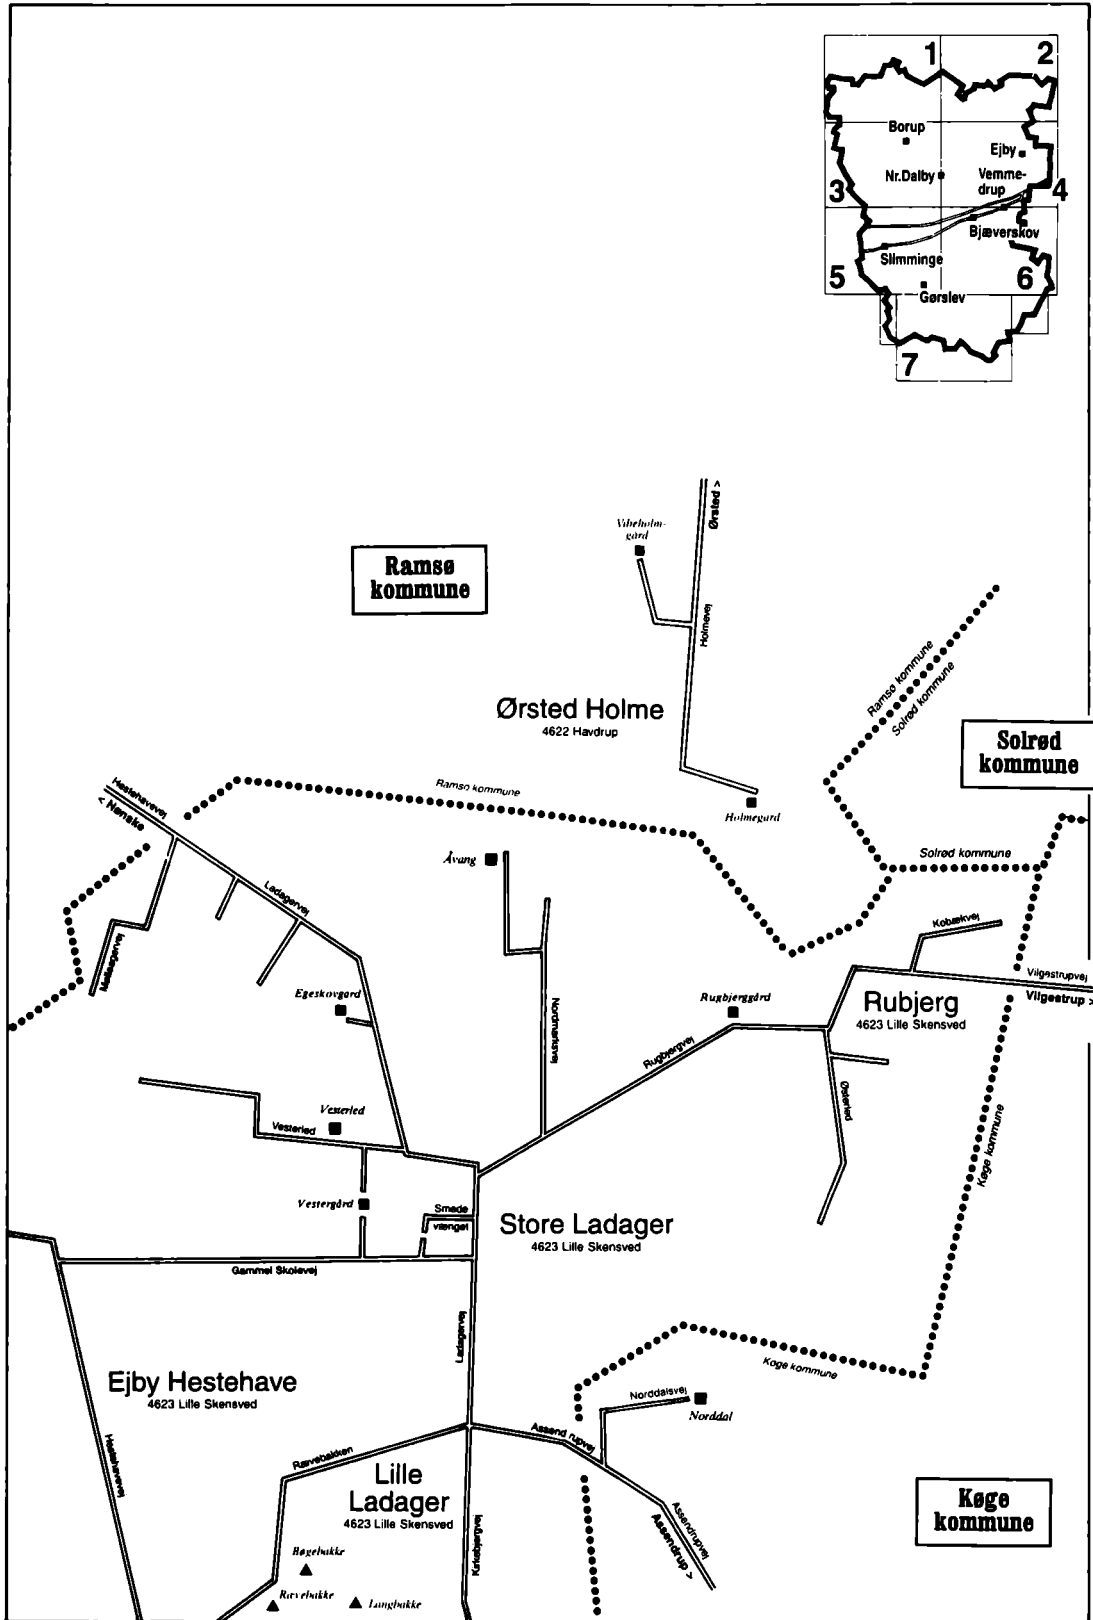 1
2
Borup
Ejby
Nr.Dalby
Vemme-
drup
3
4
Bjæverskov
Slimminge
5
6
Gørslev
7
Ørsted >
Vibeholm-
gård
Ramsø
kommune
Holmevej
Ramsø kommune
Solrød kommune
Ørsted Holme
4622 Havdrup
Solrød
kommune
Hestehavevej
< Nønske
Ramsø kommune
Holmegård
Åvang
Solrød kommune
Ladagervej
Kobækvej
Egeskovgård
Nordmarksvej
Rugbjerggård
Vilgestrupvej
Vilgestrup >
Rubjerg
4623 Lille Skensved
Rugbjergvej
Østerled
Vesterled
Vesterled
Køge kommune
Vestergård
Smede
vænget
Store Ladager
4623 Lille Skensved
Gammel Skolevej
Ladagervej
Køge kommune
Ejby Hestehave
4623 Lille Skensved
Norddalsvej
Norddal
Hestehavevej
Rævebakken
Assend rupvej
Lille
Ladager
4623 Lille Skensved
Køge
kommune
Assendrupvej
Assendrup >
Kirkebjergvej
Bøgebakke
Rævebakke
Langbakke